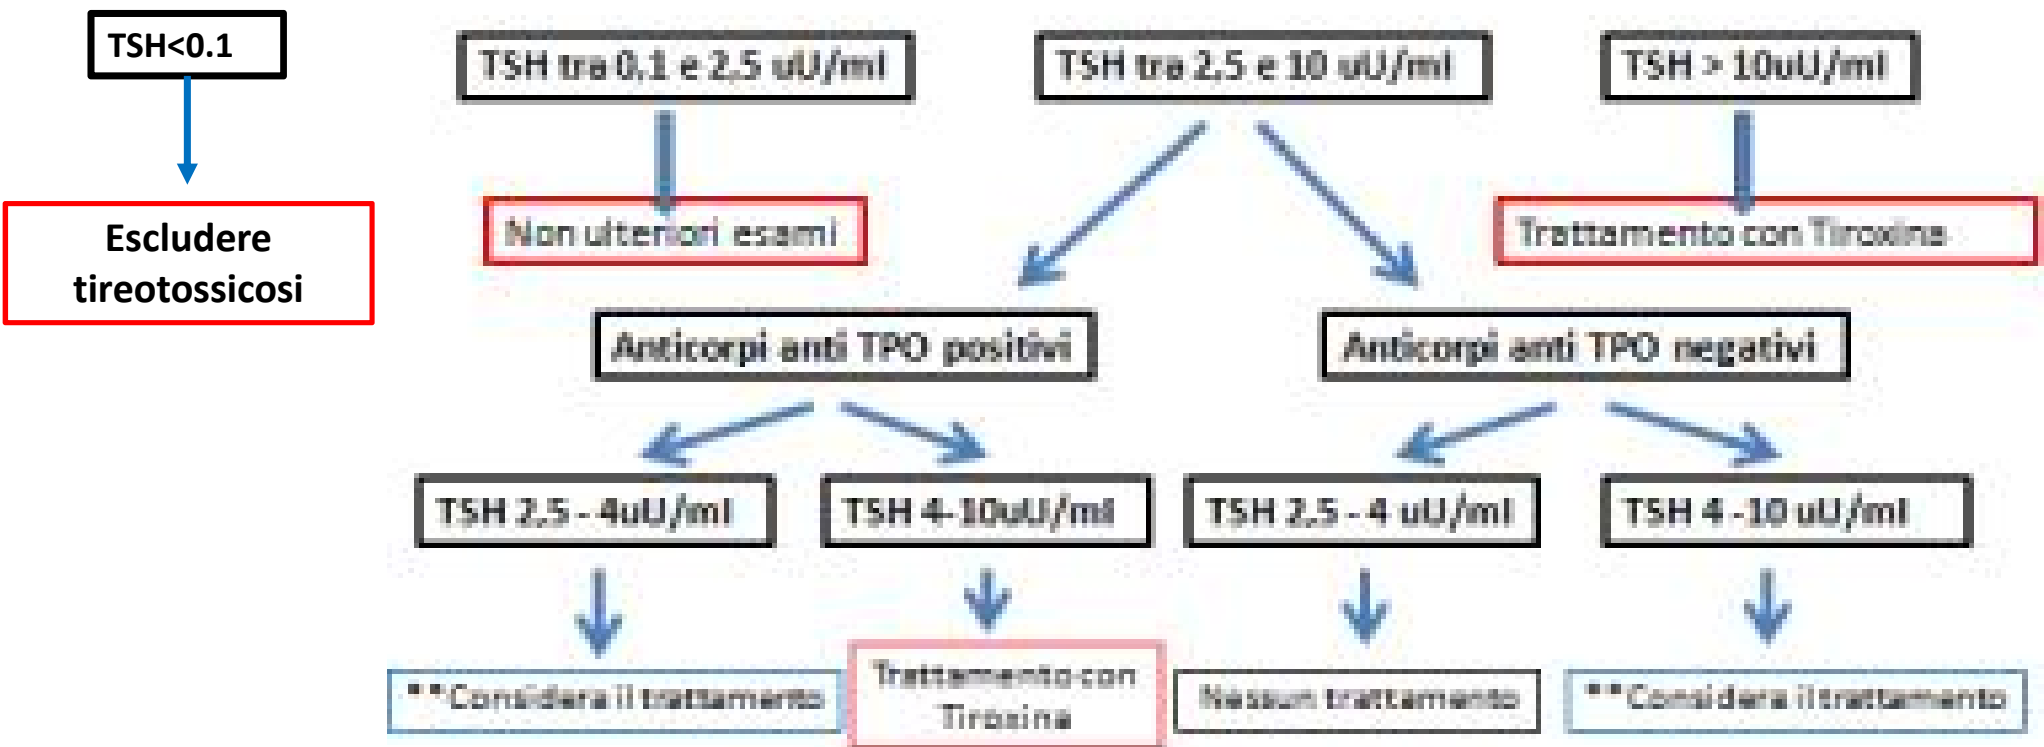 TSH<0.1
TSH tra 0,1 e 2,5 uU/ml
TSH tra 2,5 e 10 uU/ml
TSH > 10uU/ml
Escludere
tireotossicosi
Non ulteriori esami
Trattamento con Tiroxina
Anticorpi anti TPO positivi
Anticorpi anti TPO negativi
TSH 2,5 - 4uU/ml
TSH 4-10uU/ml
TSH 2,5 - 4 uU/ml
TSH 4 -10 uU/ml
**Considera il trattamento
Trattamento con
Tiroxina
Nessun trattamento
**Considera il trattamento